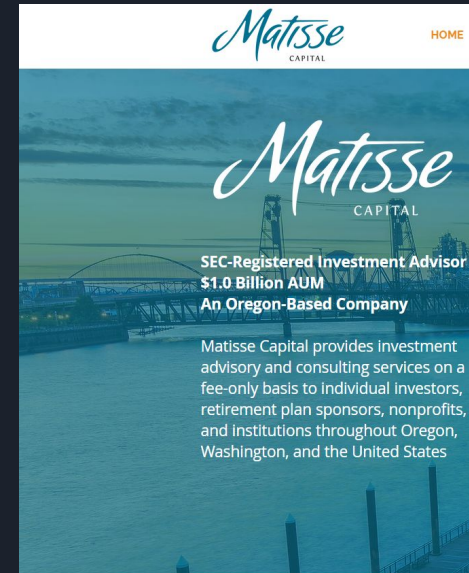 Matisse
CAPITAL
HOME
Matisse
CAPITAL
SEC-Registered Investment Advisor
$1.0 Billion AUM
An Oregon-Based Company
Matisse Capital provides investment
advisory and consulting services on a
fee-only basis to individual investors,
retirement plan sponsors, nonprofits,
and institutions throughout Oregon,
Washington, and the United States